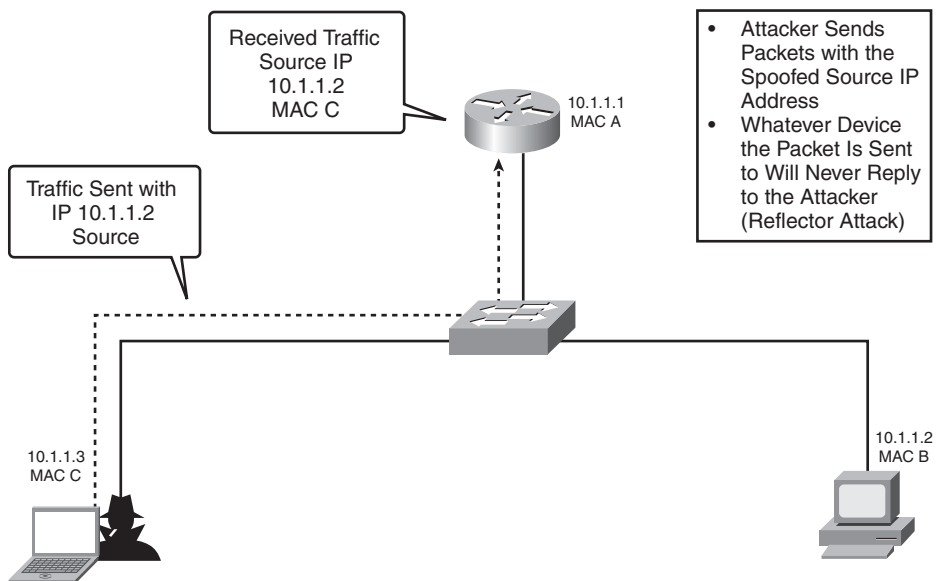 Received Traffic
Source IP
10.1.1.2
MAC C
10.1.1.1
MAC A
• Attacker Sends
Packets with the
Spoofed Source IP
Address
• Whatever Device
the Packet Is Sent
to Will Never Reply
to the Attacker
(Reflector Attack)
Traffic Sent with
IP 10.1.1.2
Source
10.1.1.3
MAC C
10.1.1.2
MAC B